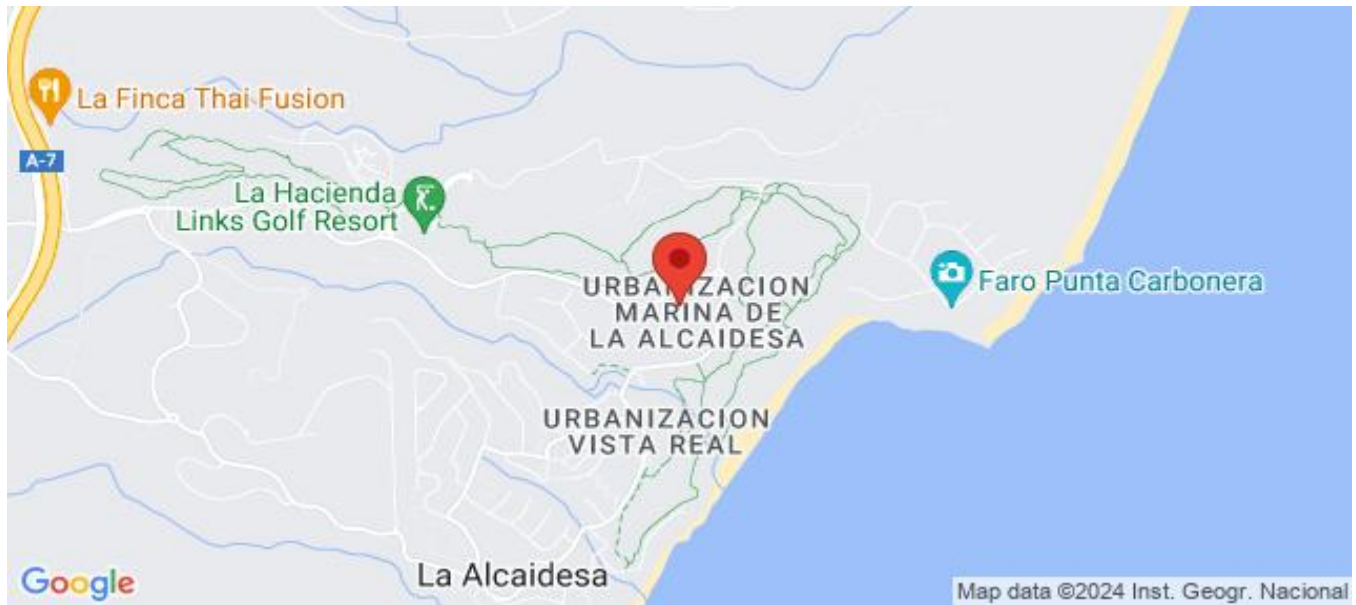 La Finca Thai Fusion
A-7
La Hacienda
Links Golf Resort
URBANIZACION
MARINA DE
LA ALCAIDESA
Faro Punta Carbonera
URBANIZACION
VISTA REAL
La Alcaidesa
Google
Map data ©2024 Inst. Geogr. Nacional